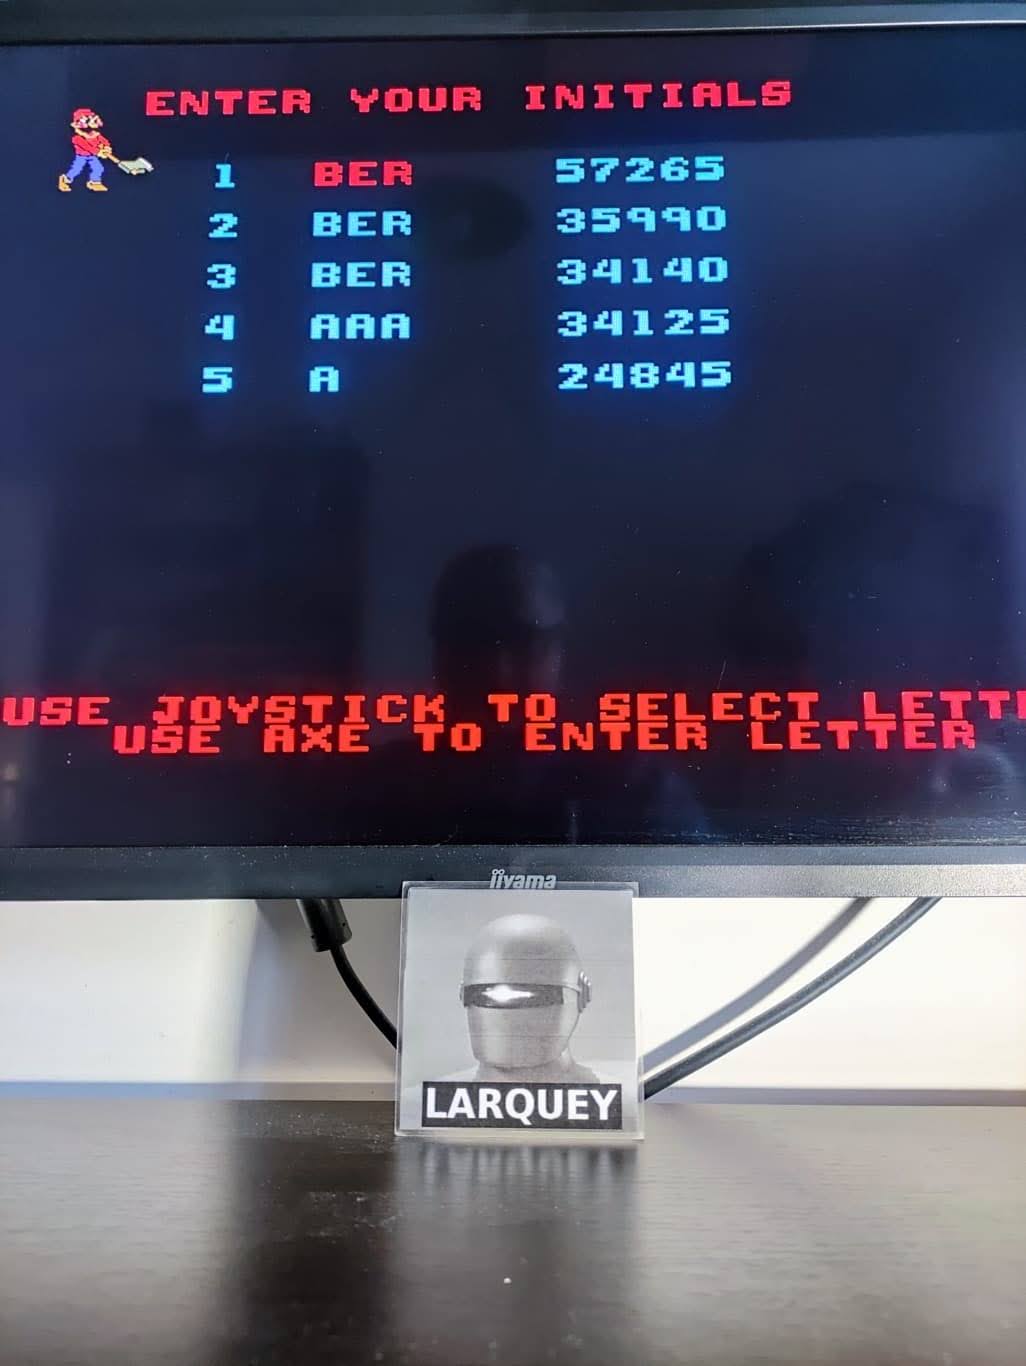 ENTER YOUR INITIALS
1 BER 57265
2 BER 35990
3 BER 34140
4 AAA 34125
5 A 24845
USE JOYSTICK TO SELECT LETT
USE AXE TO ENTER LETTER
iiyama
LARQUEY